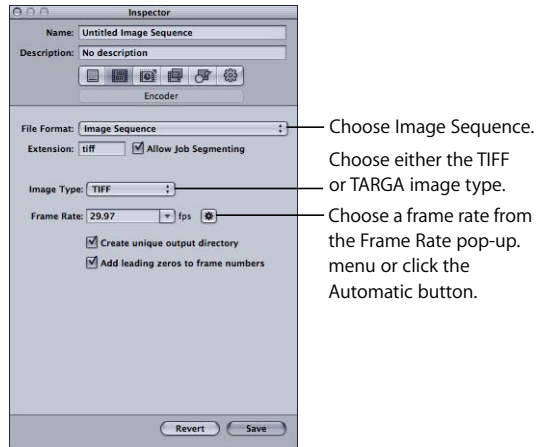 Inspector
Name: Untitled Image Sequence
Description: No description
Encoder
File Format: Image Sequence
Extension: tiff Allow Job Segmenting
Image Type: TIFF
Frame Rate: 29.97 fps
Create unique output directory
Add leading zeros to frame numbers
Revert Save
Choose Image Sequence.
Choose either the TIFF
or TARGA image type.
Choose a frame rate from
the Frame Rate pop-up.
menu or click the
Automatic button.